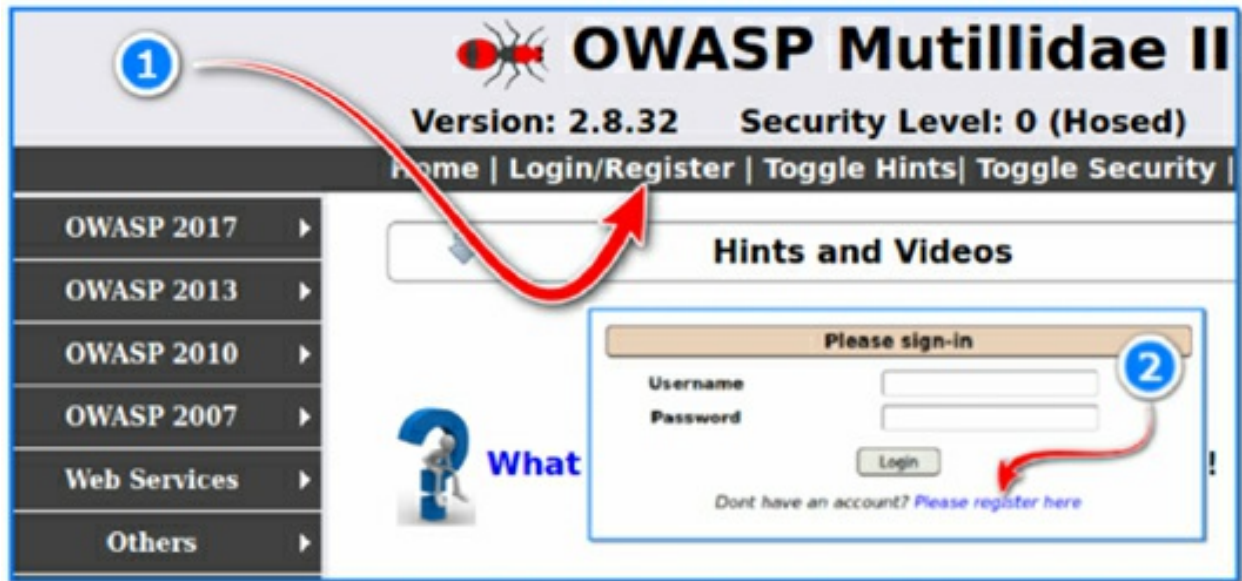 1
OWASP Mutillidae II
Version: 2.8.32 Security Level: 0 (Hosed)
Home | Login/Register | Toggle Hints| Toggle Security |
OWASP 2017
OWASP 2013
OWASP 2010
OWASP 2007
Web Services
Others
Hints and Videos
Please sign-in
2
Username
Password
Login
Dont have an account? Please register here
?
What
!